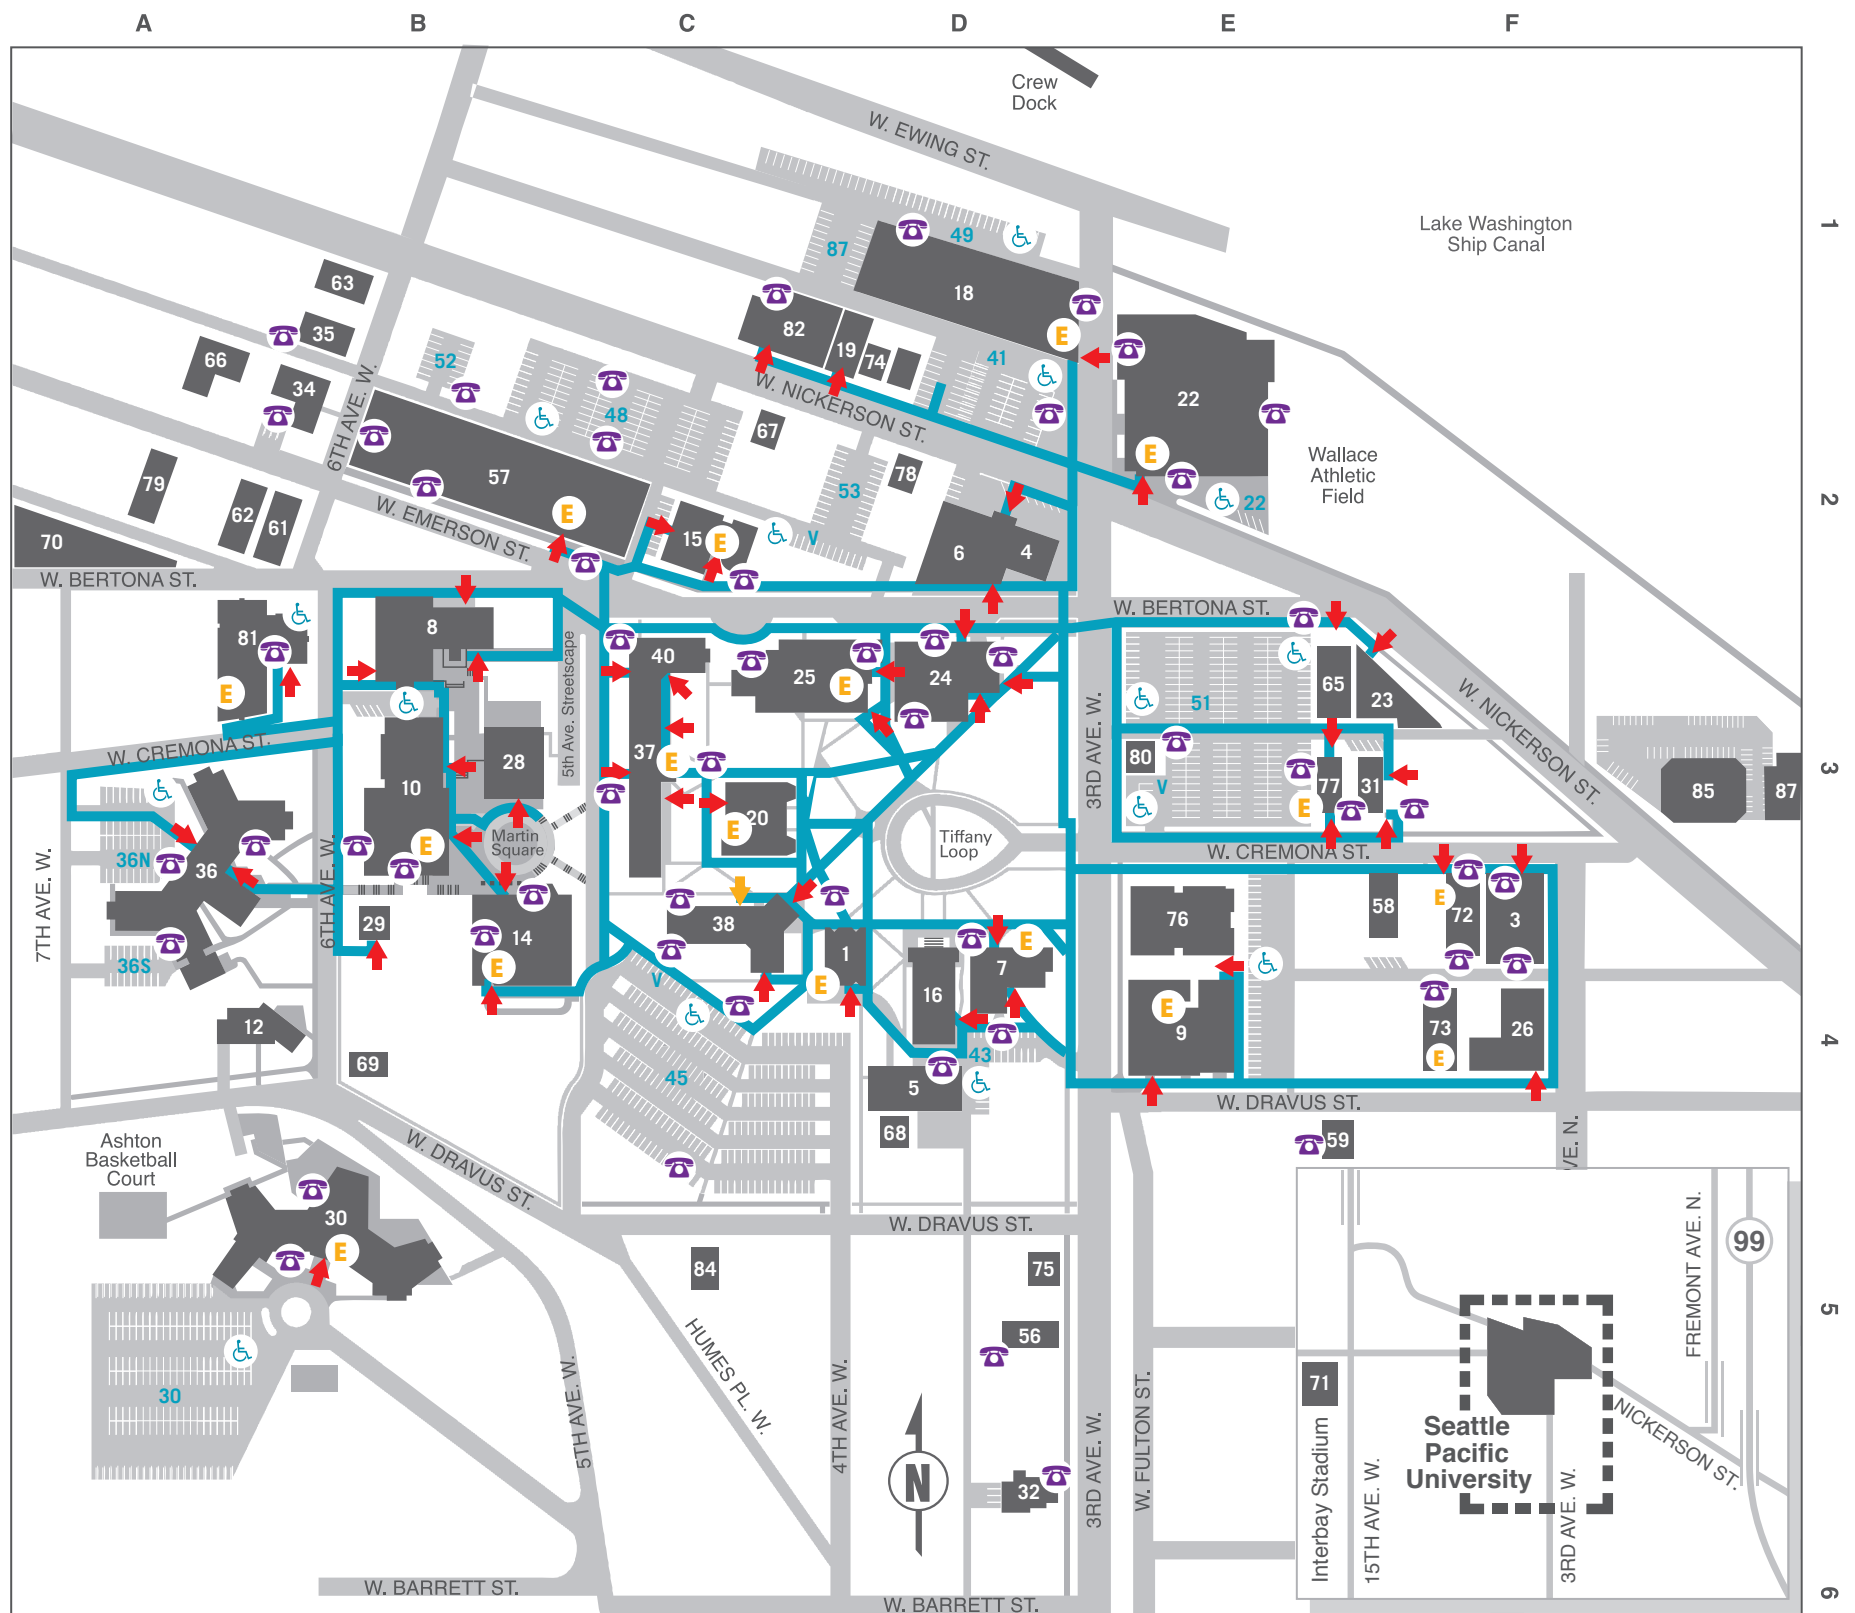 A B C D E F
Crew
Dock
W. EWING ST.
1
Lake Washington
Ship Canal
87
49
18
63
35
82
19
74
41
66
52
34
6TH AVE. W.
48
W. NICKERSON ST.
67
22
Wallace
Athletic
Field
E
E
57
78
53
79
62
61
W. EMERSON ST.
E
22
2
70
15
E
V
6
4
W. BERTONA ST.
W. BERTONA ST.
81
8
5th Ave. Streetscape
40
25
E
24
65
23
E
3RD AVE. W.
51
W. NICKERSON ST.
W. CREMONA ST.
28
37
E
80
V
77
31
3
10
20
E
E
85
87
Martin
Square
Tiffany
Loop
E
36N
36
W. CREMONA ST.
7TH AVE. W.
6TH AVE. W.
29
38
1
76
58
E
72
3
14
E
36S
V
E
7
E
16
E
9
73
26
E
12
69
45
43
4
5
W. DRAVUS ST.
68
59
VE. N.
Ashton
Basketball
Court
W. DRAVUS ST.
30
E
W. DRAVUS ST.
84
75
56
5
30
HUMES PL. W.
5TH AVE. W.
4TH AVE. W.
3RD AVE. W.
W. FULTON ST.
N
32
71
Interbay Stadium
15TH AVE. W.
Seattle
Pacific
University
3RD AVE. W.
NICKERSON ST.
FREMONT AVE. N.
99
W. BARRETT ST.
W. BARRETT ST.
6